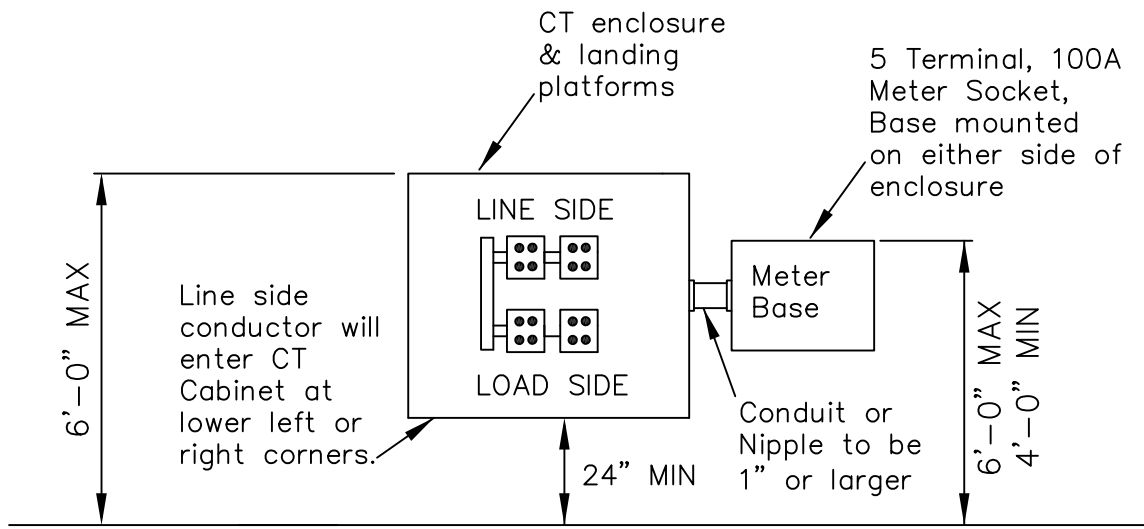 CT enclosure
& landing
platforms
5 Terminal, 100A
Meter Socket,
Base mounted
on either side of
enclosure
6'-0" MAX
LINE SIDE
LOAD SIDE
Meter
Base
Line side
conductor will
enter CT
Cabinet at
lower left or
right corners.
24" MIN
Conduit or
Nipple to be
1" or larger
6'-0" MAX
4'-0" MIN